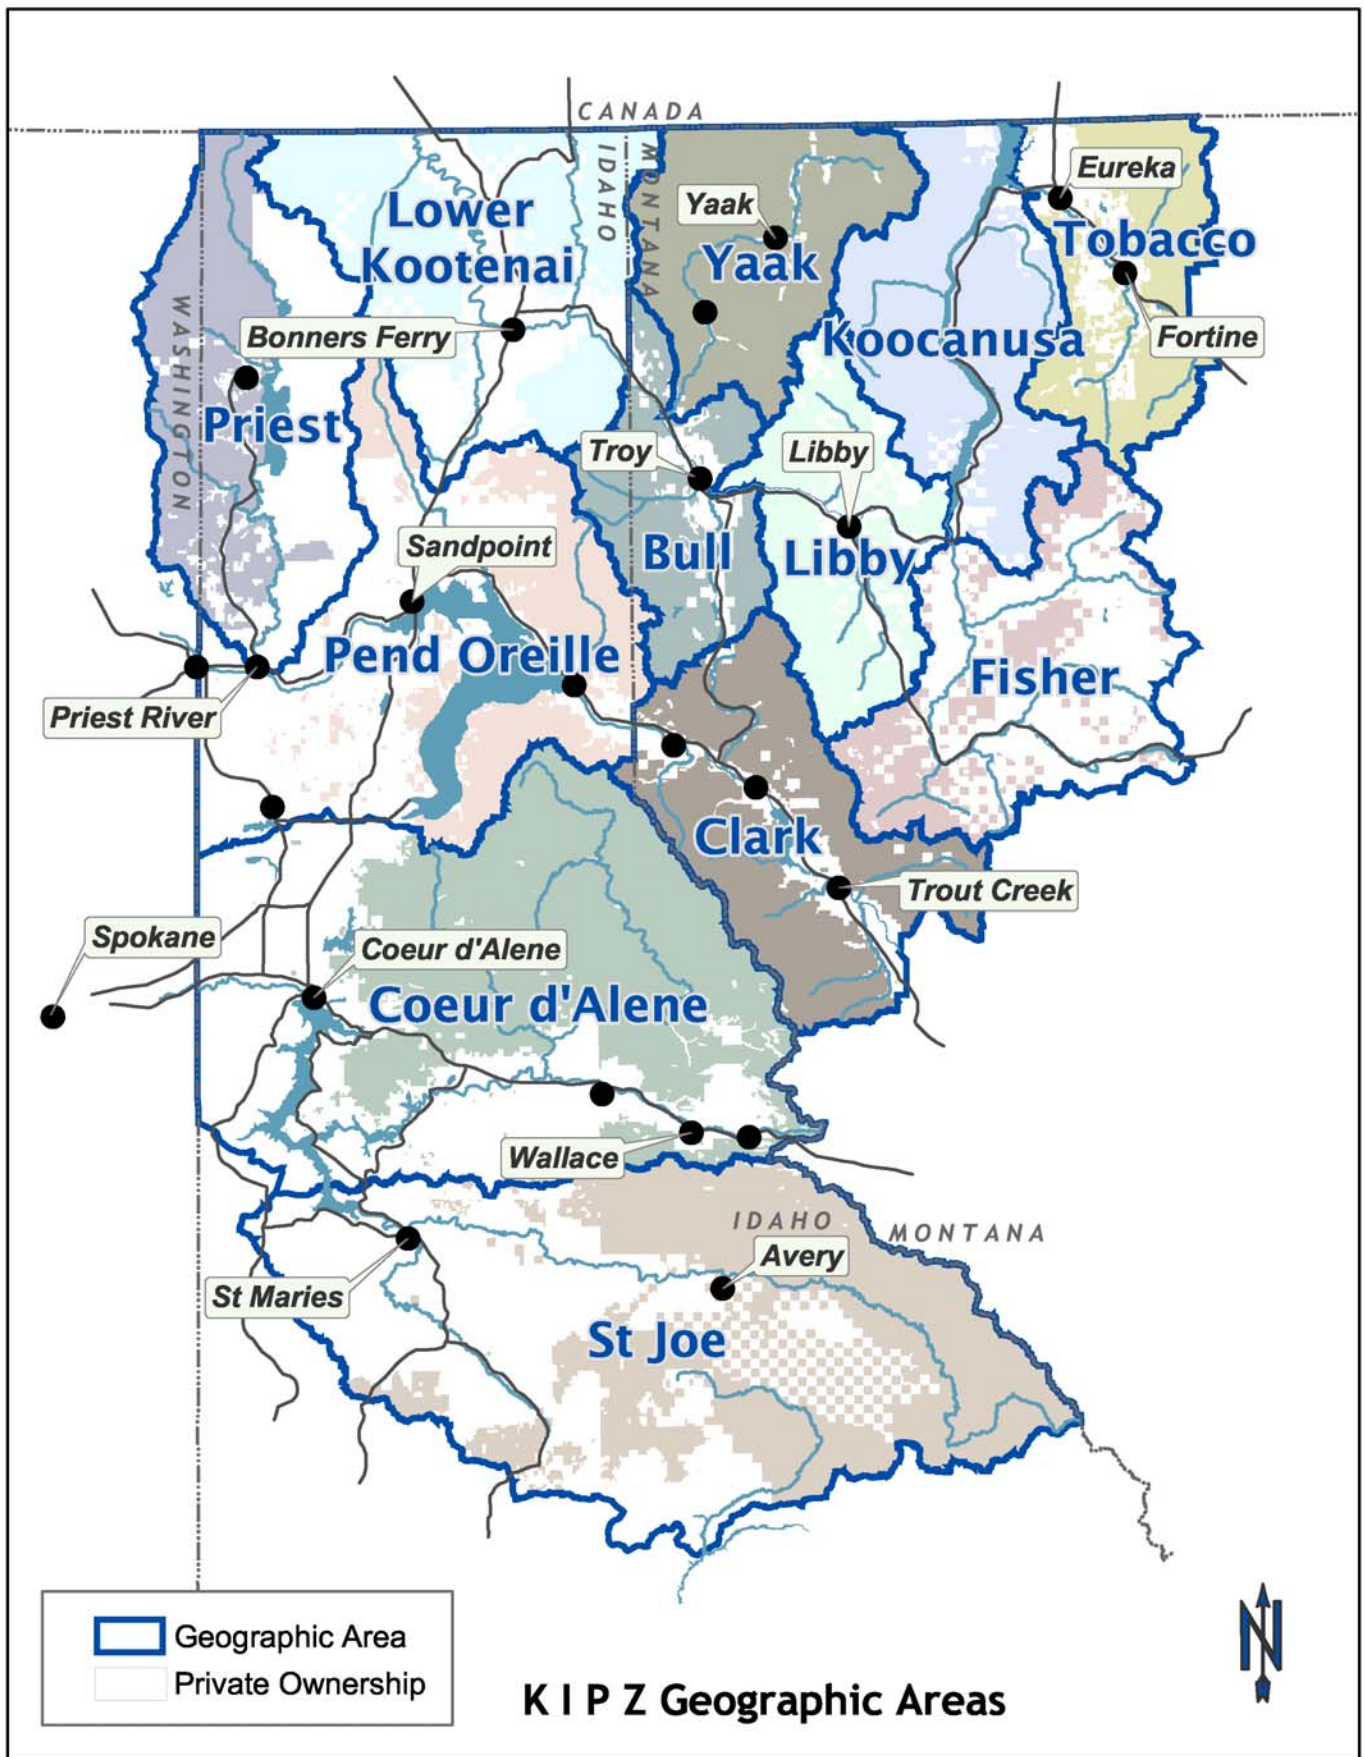 CANADA
IDAHO
MONTANA
WASHINGTON
Lower
Kootenai
Yaak
Yaak
Eureka
Tobacco
Fortine
Koocanusa
Bonners Ferry
Priest
Troy
Libby
Bull
Libby
Sandpoint
Pend Oreille
Fisher
Priest River
Clark
Trout Creek
Spokane
Coeur d'Alene
Coeur d'Alene
Wallace
IDAHO
MONTANA
Avery
St Maries
St Joe
Geographic Area
Private Ownership
K I P Z Geographic Areas
N